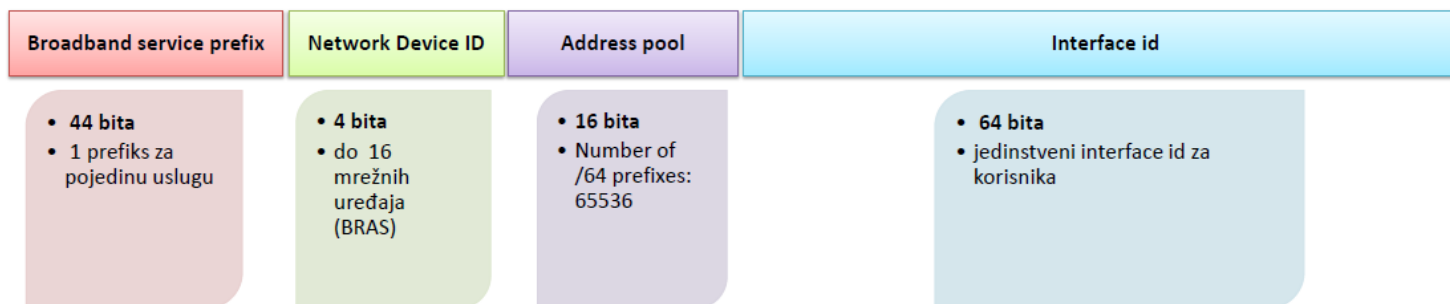 Broadband service prefix
Network Device ID
Address pool
Interface id
• 44 bita
• 1 prefiks za
pojedinu uslugu
• 4 bita
• do 16
mrežnih
uređaja
(BRAS)
• 16 bita
• Number of
/64 prefixes:
65536
• 64 bita
• jedinstveni interface id za
korisnika